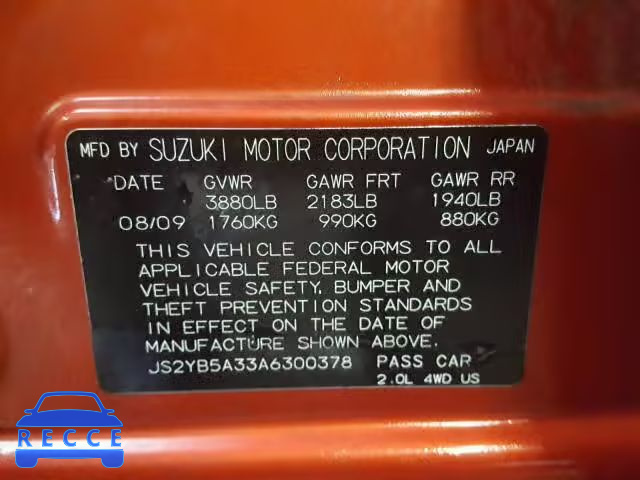 MFD BY SUZUKI MOTOR CORPORATION JAPAN
DATE GVWR GAWR FRT GAWR RR
3880LB 2183LB 1940LB
08/09 1760KG 990KG 880KG
THIS VEHICLE CONFORMS TO ALL
APPLICABLE FEDERAL MOTOR
VEHICLE SAFETY, BUMPER AND
THEFT PREVENTION STANDARDS
IN EFFECT ON THE DATE OF
MANUFACTURE SHOWN ABOVE.
JS2YB5A33A6300378 PASS CAR
2.0L 4WD US
RECCE